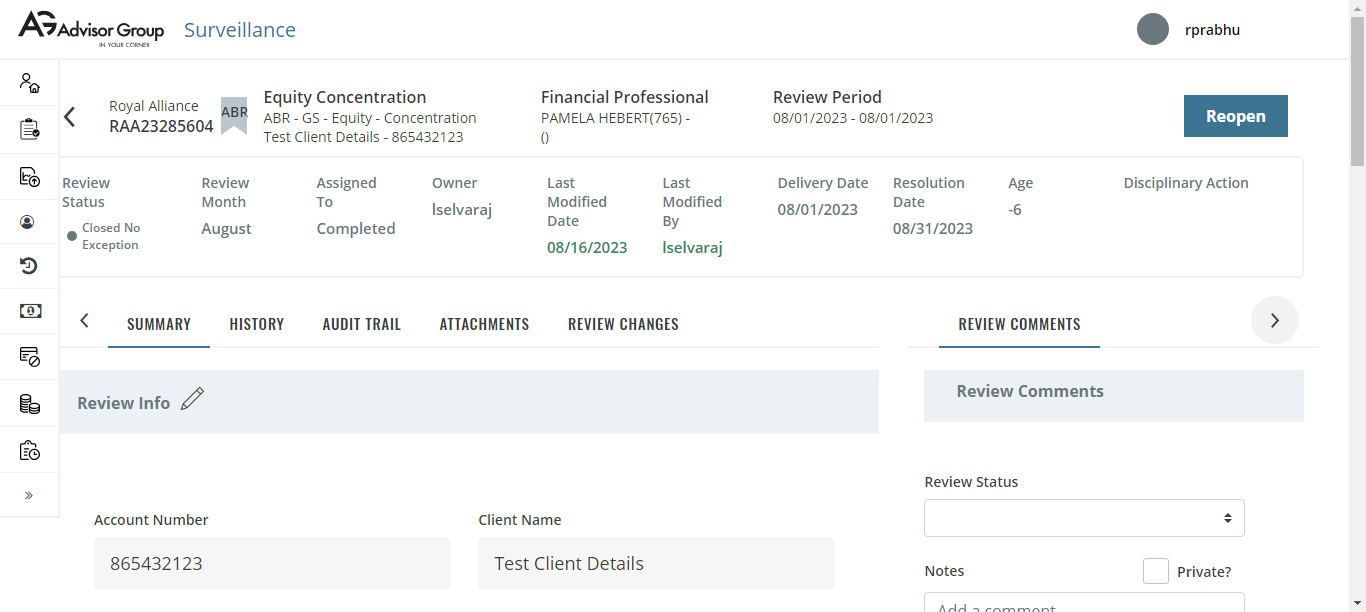 AG Advisor Group
IN YOUR CORNER
Surveillance
rprabhu
Royal Alliance
RAA23285604
ABR
Equity Concentration
ABR - GS - Equity - Concentration
Test Client Details - 865432123
Financial Professional
PAMELA HEBERT(765) -
()
Review Period
08/01/2023 - 08/01/2023
Reopen
Review
Status
Closed No
Exception
Review
Month
August
Assigned
To
Completed
Owner
lselvaraj
Last
Modified
Date
08/16/2023
Last
Modified
By
lselvaraj
Delivery Date
08/01/2023
Resolution
Date
08/31/2023
Age
-6
Disciplinary Action
SUMMARY
HISTORY
AUDIT TRAIL
ATTACHMENTS
REVIEW CHANGES
REVIEW COMMENTS
Review Info
Review Comments
Account Number
865432123
Client Name
Test Client Details
Review Status
Notes
Private?
Add a comment